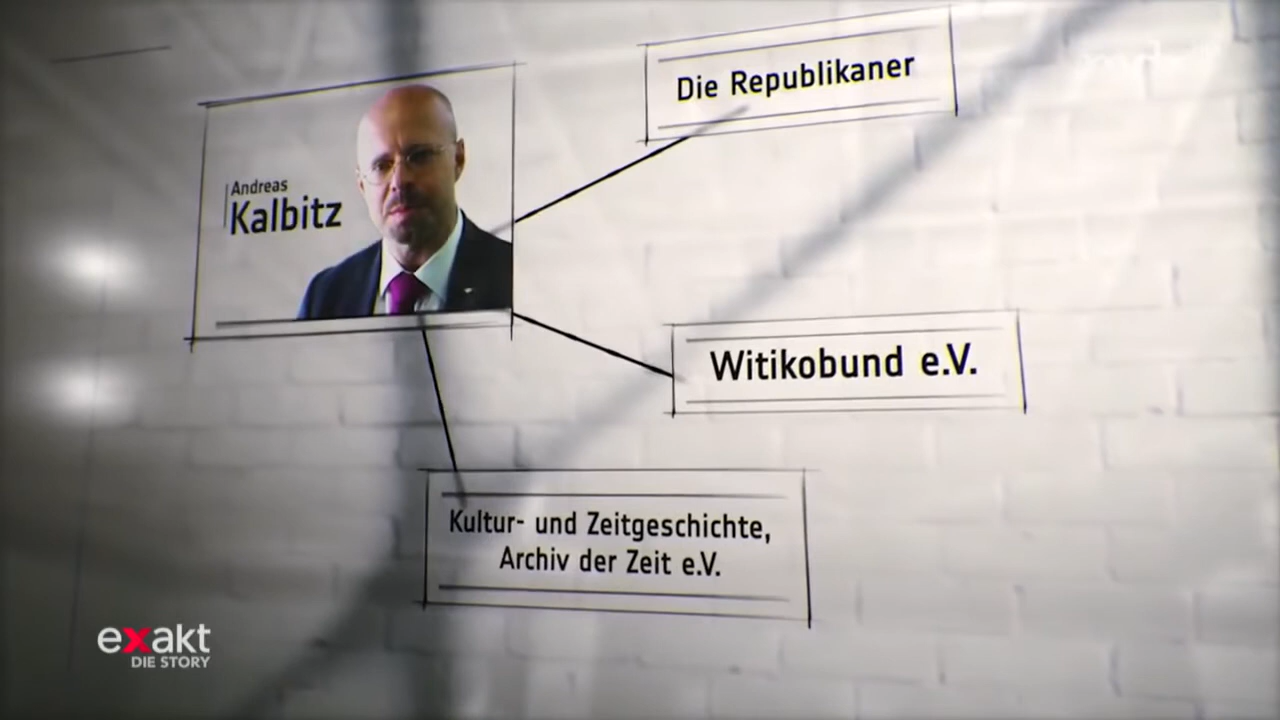 Die Republikaner
Andreas
Kalbitz
Witikobund e.V.
Kultur- und Zeitgeschichte,
Archiv der Zeit e.V.
exakt
DIE STORY